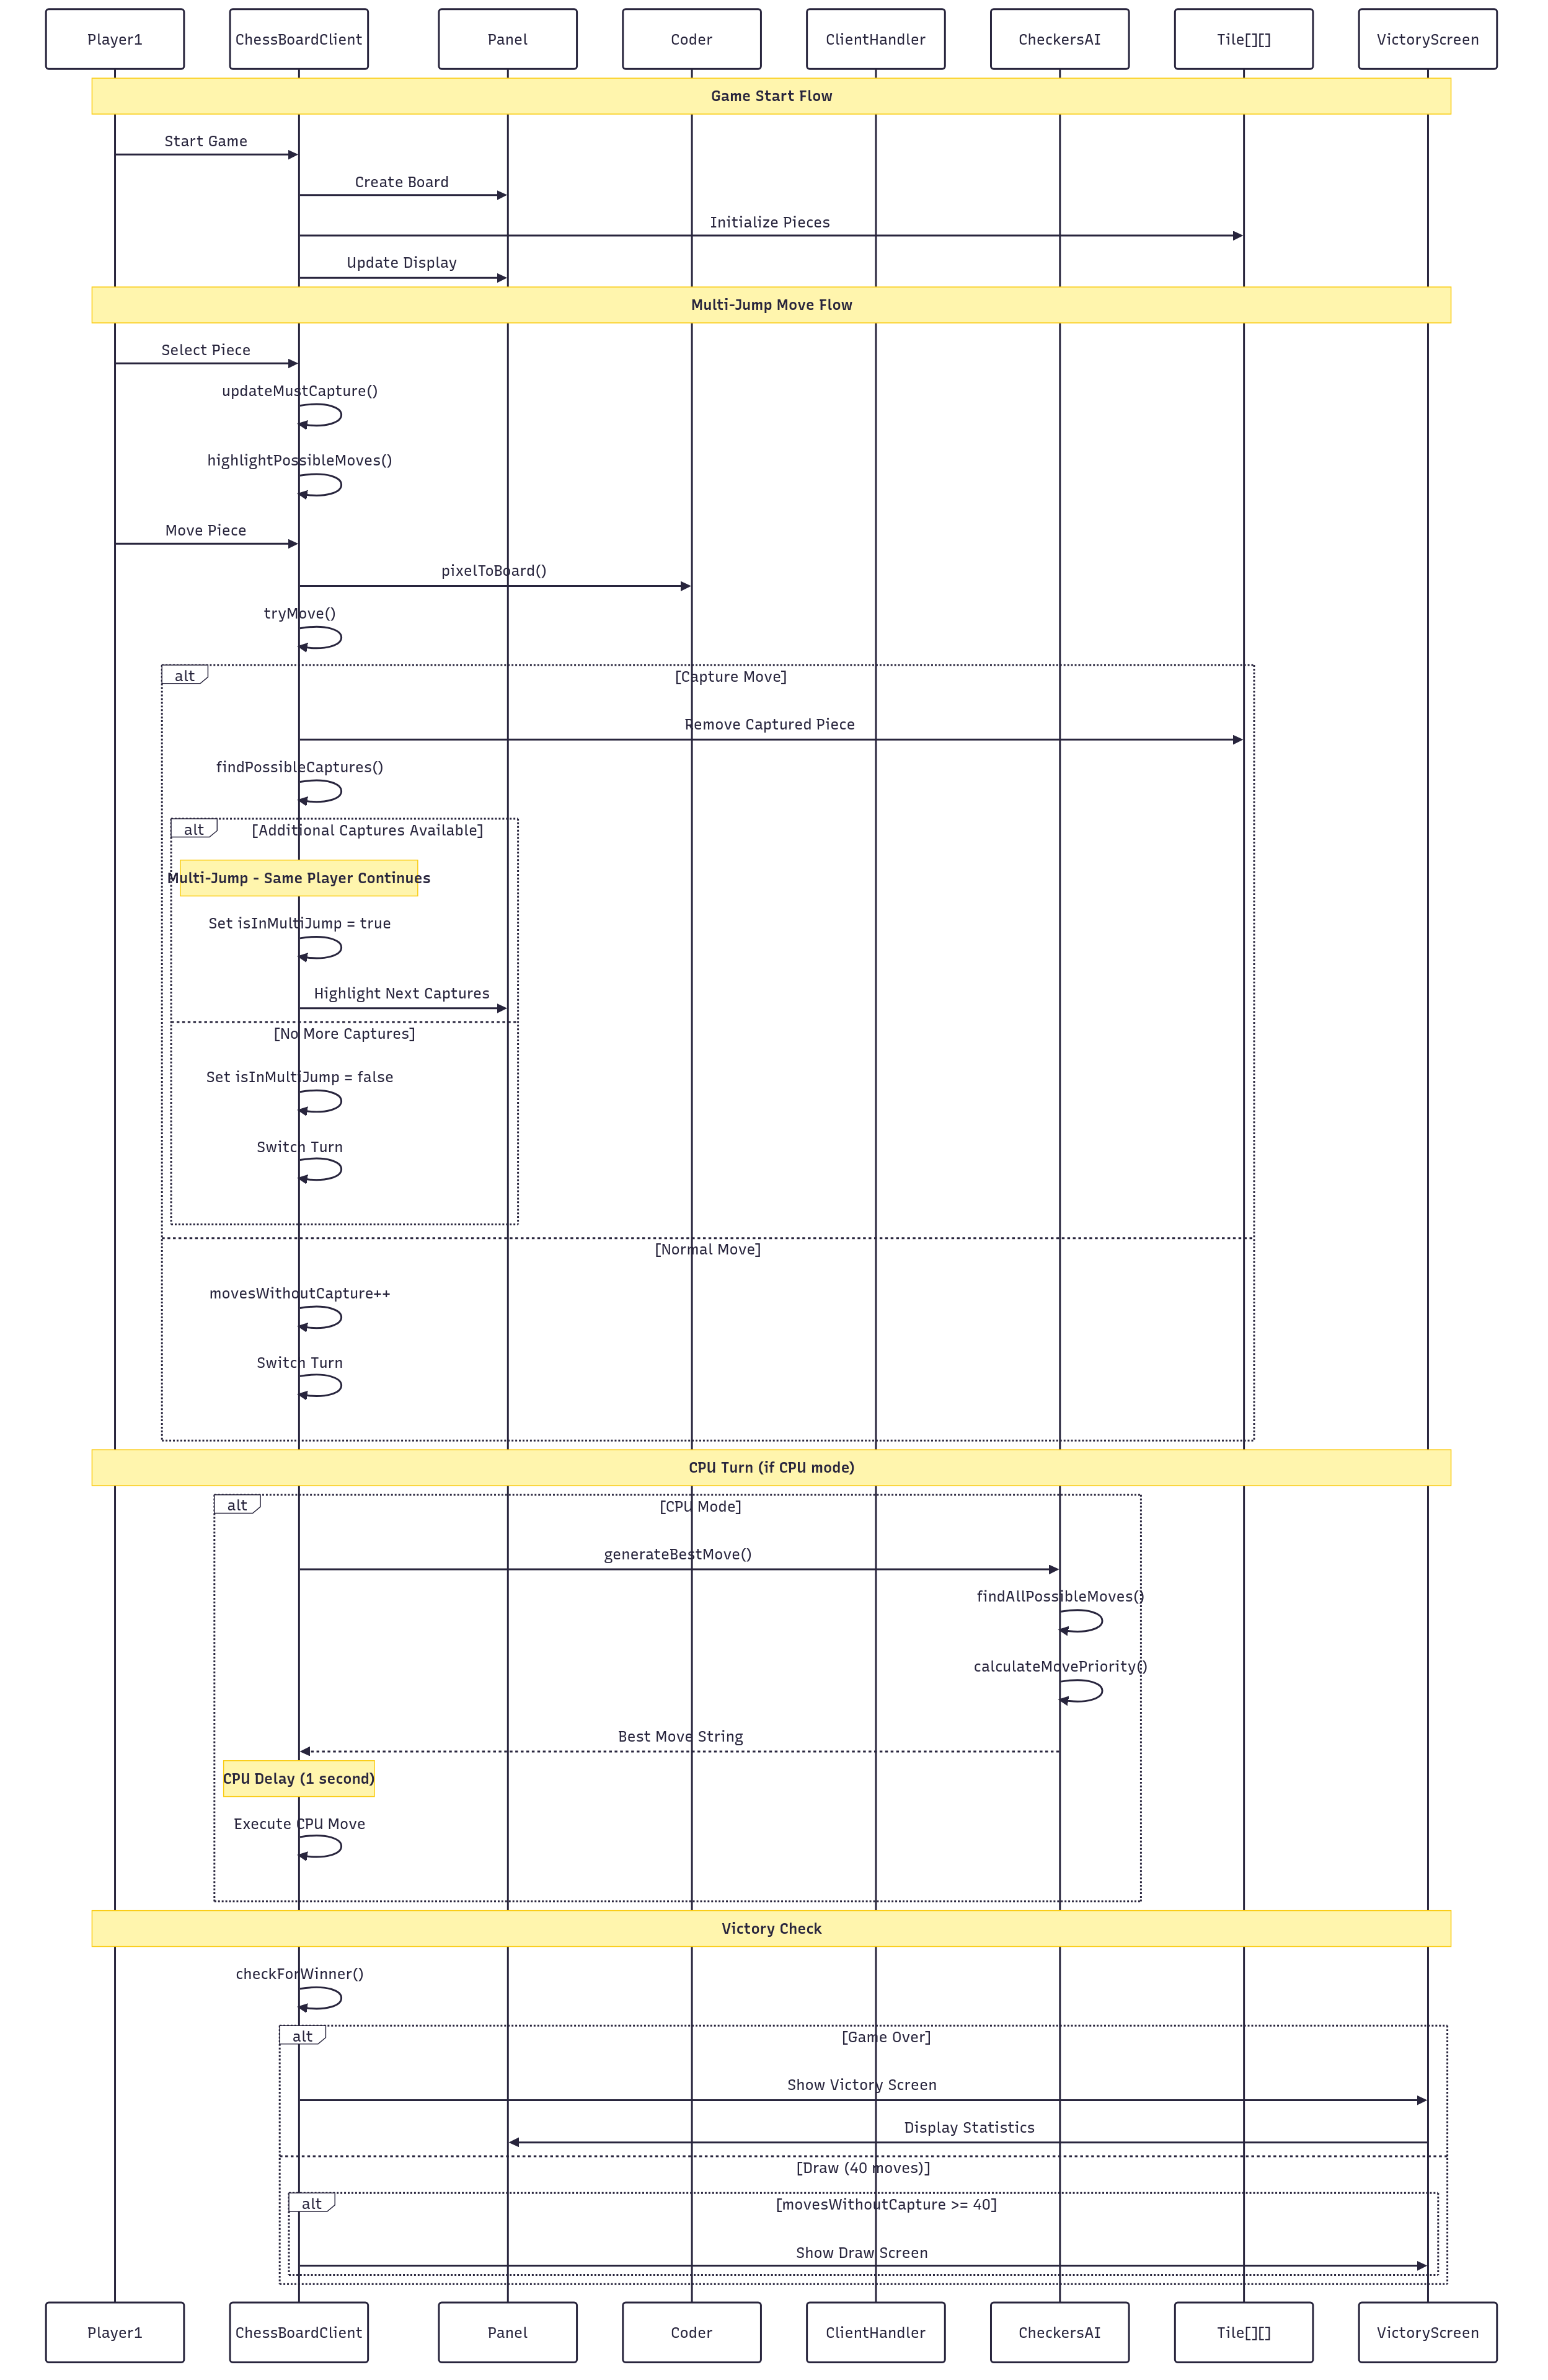 Player1
ChessBoardClient
Panel
Coder
ClientHandler
CheckersAI
Tile[][]
VictoryScreen
Game Start Flow
Start Game
Create Board
Initialize Pieces
Update Display
Multi-Jump Move Flow
Select Piece
updateMustCapture()
highlightPossibleMoves()
Move Piece
pixelToBoard()
tryMove()
alt
[Capture Move]
Remove Captured Piece
findPossibleCaptures()
alt
[Additional Captures Available]
Multi-Jump - Same Player Continues
Set isInMultiJump = true
Highlight Next Captures
[No More Captures]
Set isInMultiJump = false
Switch Turn
[Normal Move]
movesWithoutCapture++
Switch Turn
CPU Turn (if CPU mode)
alt
[CPU Mode]
generateBestMove()
findAllPossibleMoves()
calculateMovePriority()
Best Move String
CPU Delay (1 second)
Execute CPU Move
Victory Check
checkForWinner()
alt
[Game Over]
Show Victory Screen
Display Statistics
[Draw (40 moves)]
alt
[movesWithoutCapture >= 40]
Show Draw Screen
Player1
ChessBoardClient
Panel
Coder
ClientHandler
CheckersAI
Tile[][]
VictoryScreen